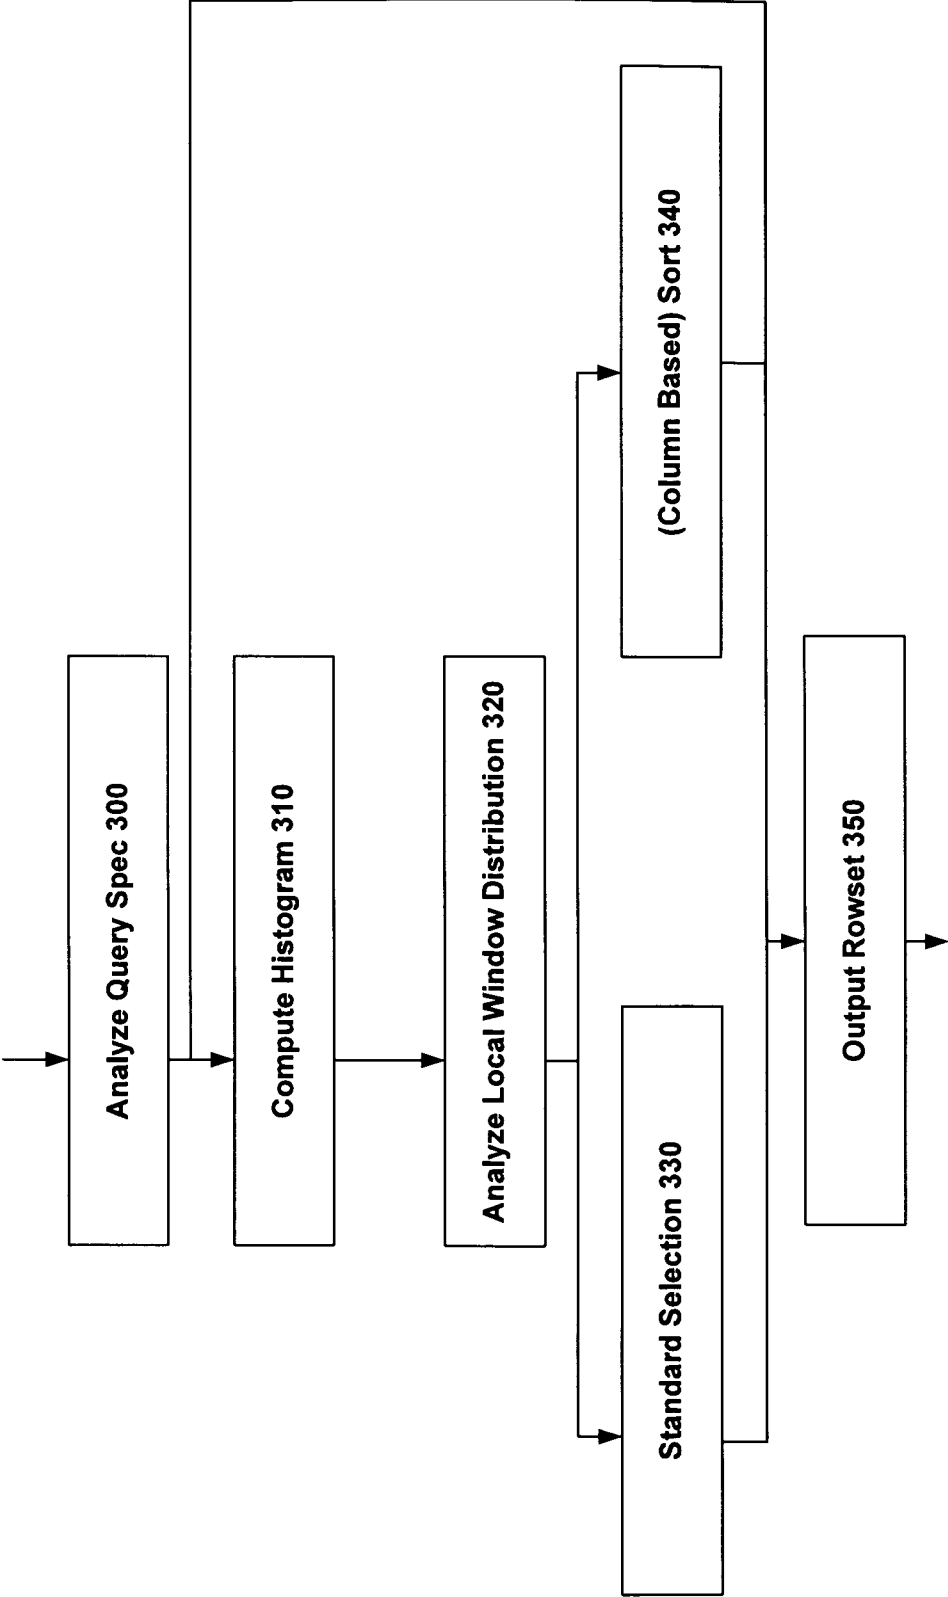 Analyze Query Spec 300
Compute Histogram 310
Analyze Local Window Distribution 320
Standard Selection 330
(Column Based) Sort 340
Output Rowset 350